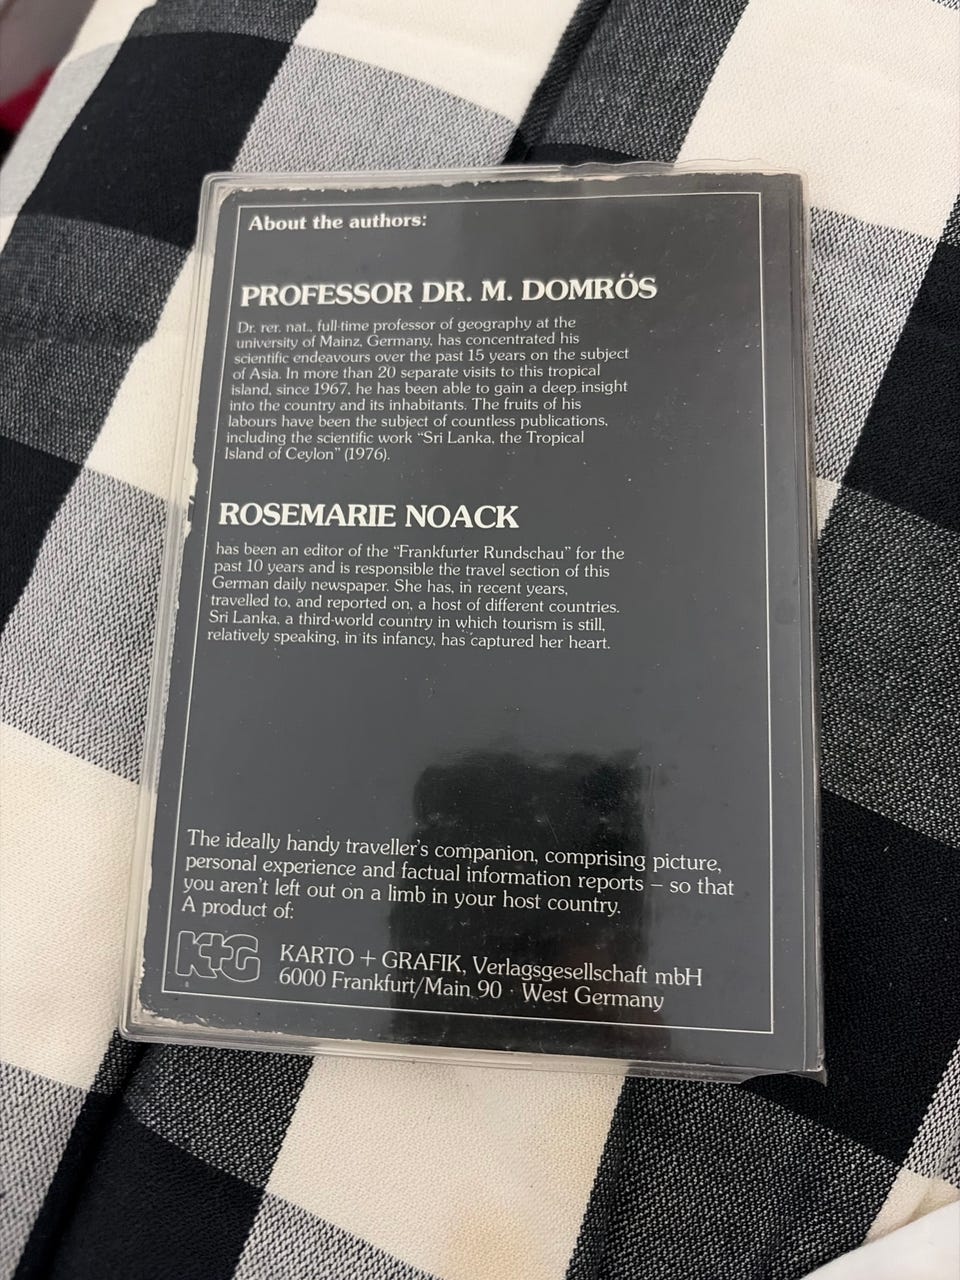 About the authors:
PROFESSOR DR. M. DOMRÖS
Dr. rer. nat., full-time professor of geography at the
university of Mainz, Germany, has concentrated his
scientific endeavours over the past 15 years on the subject
of Asia. In more than 20 separate visits to this tropical
island, since 1967, he has been able to gain a deep insight
into the country and its inhabitants. The fruits of his
labours have been the subject of countless publications,
including the scientific work “Sri Lanka, the Tropical
Island of Ceylon” (1976).
ROSEMARIE NOACK
has been an editor of the “Frankfurter Rundschau” for the
past 10 years and is responsible the travel section of this
German daily newspaper. She has, in recent years,
travelled to, and reported on, a host of different countries.
Sri Lanka, a third-world country in which tourism is still,
relatively speaking, in its infancy, has captured her heart.
The ideally handy traveller's companion, comprising picture,
personal experience and factual information reports – so that
you aren't left out on a limb in your host country.
A product of:
K+G
KARTO + GRAFIK, Verlagsgesellschaft mbH
6000 Frankfurt/Main 90 · West Germany